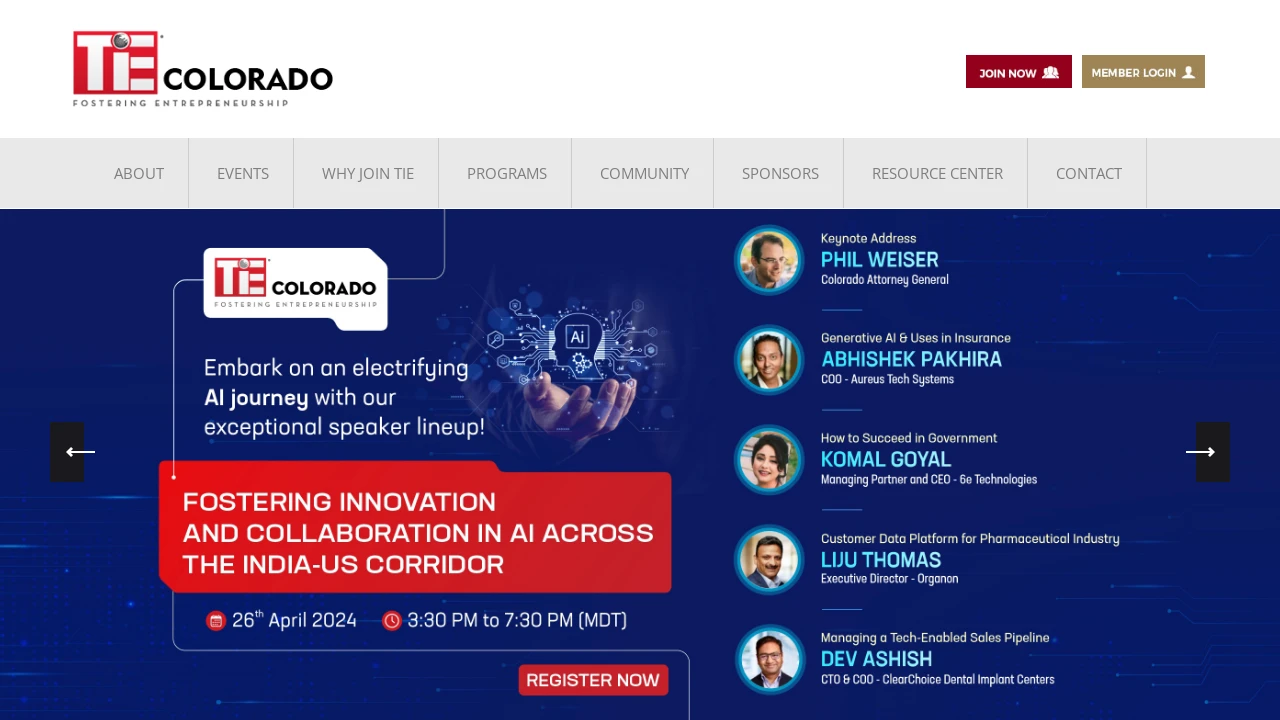 TiE COLORADO
FOSTERING ENTREPRENEURSHIP
JOIN NOW
MEMBER LOGIN
ABOUT
EVENTS
WHY JOIN TIE
PROGRAMS
COMMUNITY
SPONSORS
RESOURCE CENTER
CONTACT
TiE COLORADO
FOSTERING ENTREPRENEURSHIP
Embark on an electrifying
AI journey with our
exceptional speaker lineup!
Ai
FOSTERING INNOVATION
AND COLLABORATION IN AI ACROSS
THE INDIA-US CORRIDOR
26th April 2024
3:30 PM to 7:30 PM (MDT)
REGISTER NOW
Keynote Address
PHIL WEISER
Colorado Attorney General
Generative AI & Uses in Insurance
ABHISHEK PAKHIRA
COO - Aureus Tech Systems
How to Succeed in Government
KOMAL GOYAL
Managing Partner and CEO - 6e Technologies
Customer Data Platform for Pharmaceutical Industry
LIJU THOMAS
Executive Director - Organon
Managing a Tech-Enabled Sales Pipeline
DEV ASHISH
CTO & COO - ClearChoice Dental Implant Centers